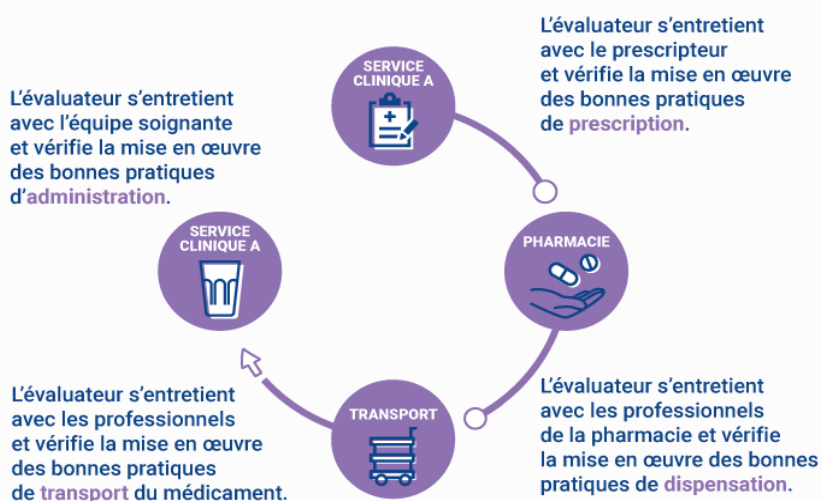 L'évaluateur s'entretient
avec le prescripteur
et vérifie la mise en œuvre
des bonnes pratiques
de prescription.
SERVICE
CLINIQUE A
L'évaluateur s'entretient
avec l'équipe soignante
et vérifie la mise en œuvre
des bonnes pratiques
d'administration.
SERVICE
CLINIQUE A
PHARMACIE
L'évaluateur s'entretient
avec les professionnels
de la pharmacie et vérifie
la mise en œuvre des bonnes
pratiques de dispensation.
TRANSPORT
L'évaluateur s'entretient
avec les professionnels
et vérifie la mise en œuvre
des bonnes pratiques
de transport du médicament.